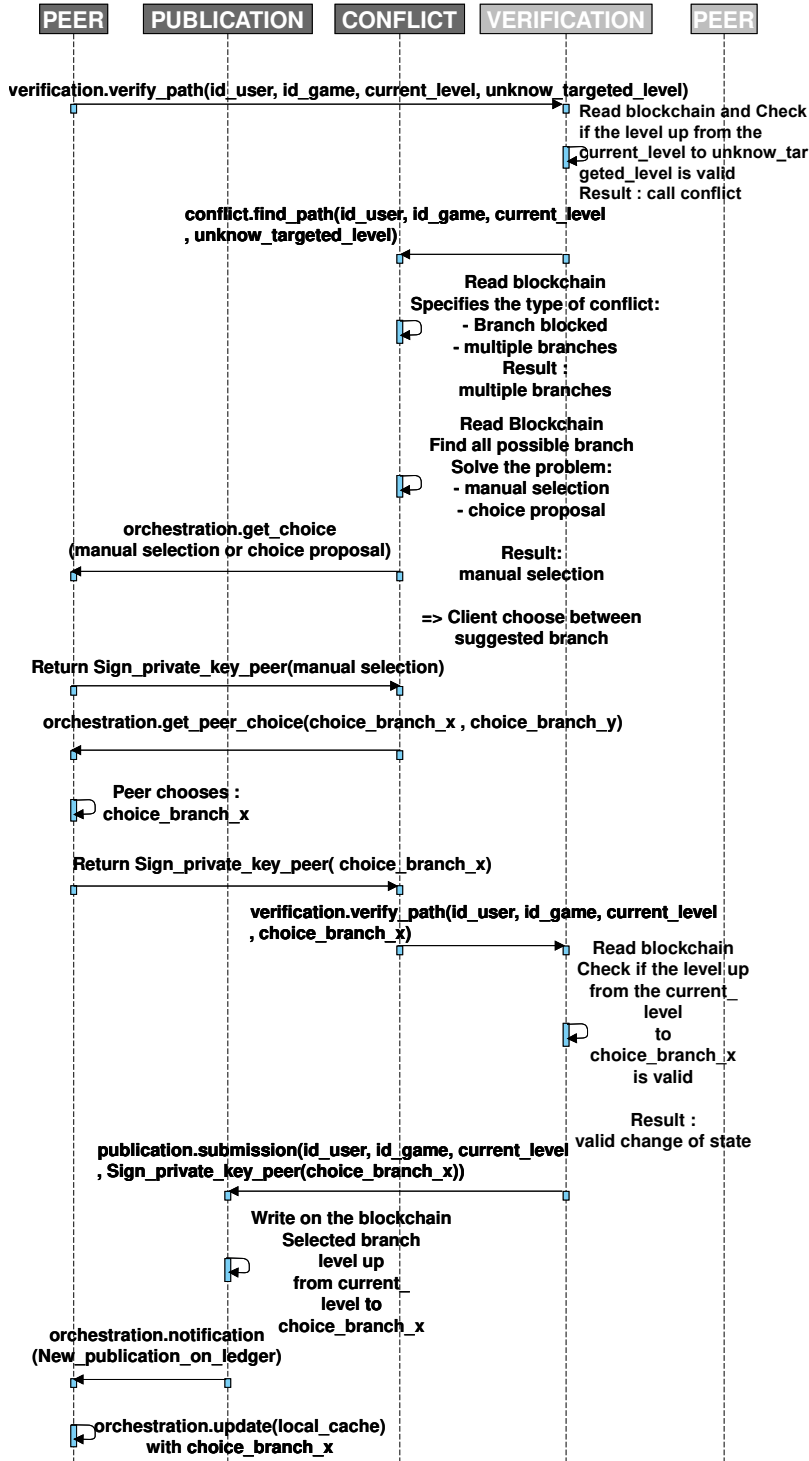 PEER PUBLICATION CONFLICT VERIFICATION PEER
verification.verify_path(id_user, id_game, current_level, unknow_targeted_level)
Read blockchain and Check
if the level up from the
current_level to unknow_tar
geted_level is valid
Result : call conflict
conflict.find_path(id_user, id_game, current_level
, unknow_targeted_level)
Read blockchain
Specifies the type of conflict:
- Branch blocked
- multiple branches
Result :
multiple branches
Read Blockchain
Find all possible branch
Solve the problem:
- manual selection
- choice proposal
orchestration.get_choice
(manual selection or choice proposal)
Result:
manual selection
=> Client choose between
suggested branch
Return Sign_private_key_peer(manual selection)
orchestration.get_peer_choice(choice_branch_x , choice_branch_y)
Peer chooses :
choice_branch_x
Return Sign_private_key_peer( choice_branch_x)
verification.verify_path(id_user, id_game, current_level
, choice_branch_x)
Read blockchain
Check if the level up
from the current_
level
to
choice_branch_x
is valid
Result :
valid change of state
publication.submission(id_user, id_game, current_level
, Sign_private_key_peer(choice_branch_x))
Write on the blockchain
Selected branch
level up
from current_
level to
choice_branch_x
orchestration.notification
(New_publication_on_ledger)
orchestration.update(local_cache)
with choice_branch_x